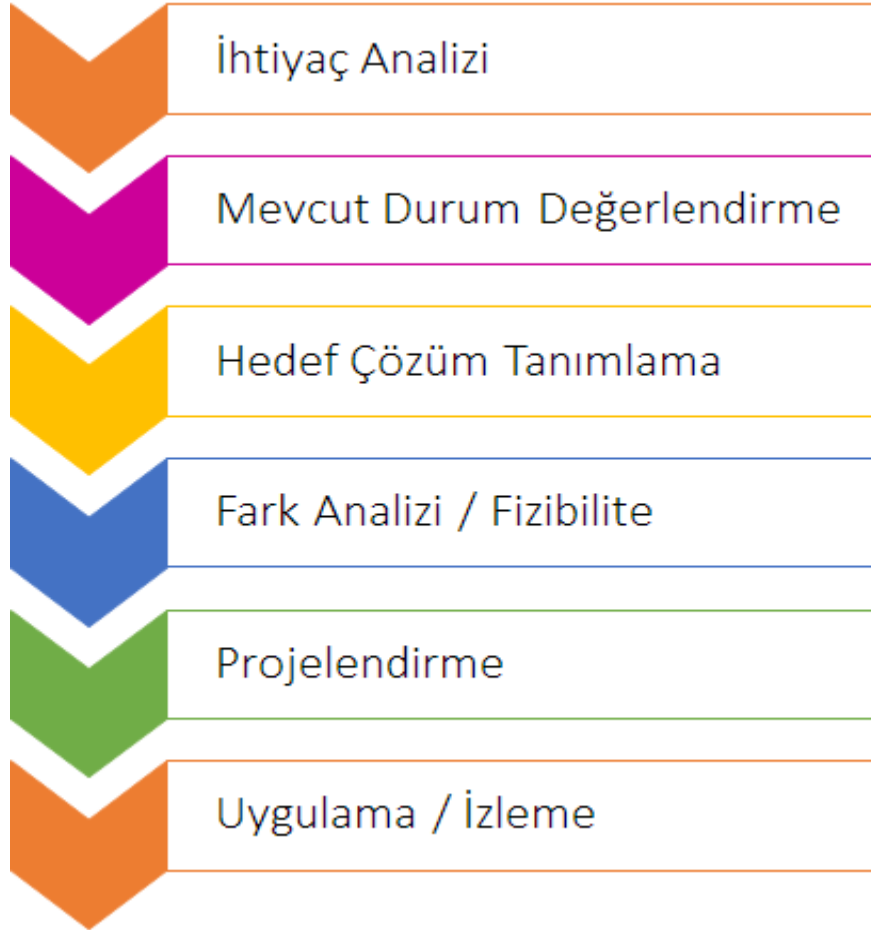 İhtiyaç Analizi
Mevcut Durum Değerlendirme
Hedef Çözüm Tanımlama
Fark Analizi / Fizibilite
Projelendirme
Uygulama / İzleme